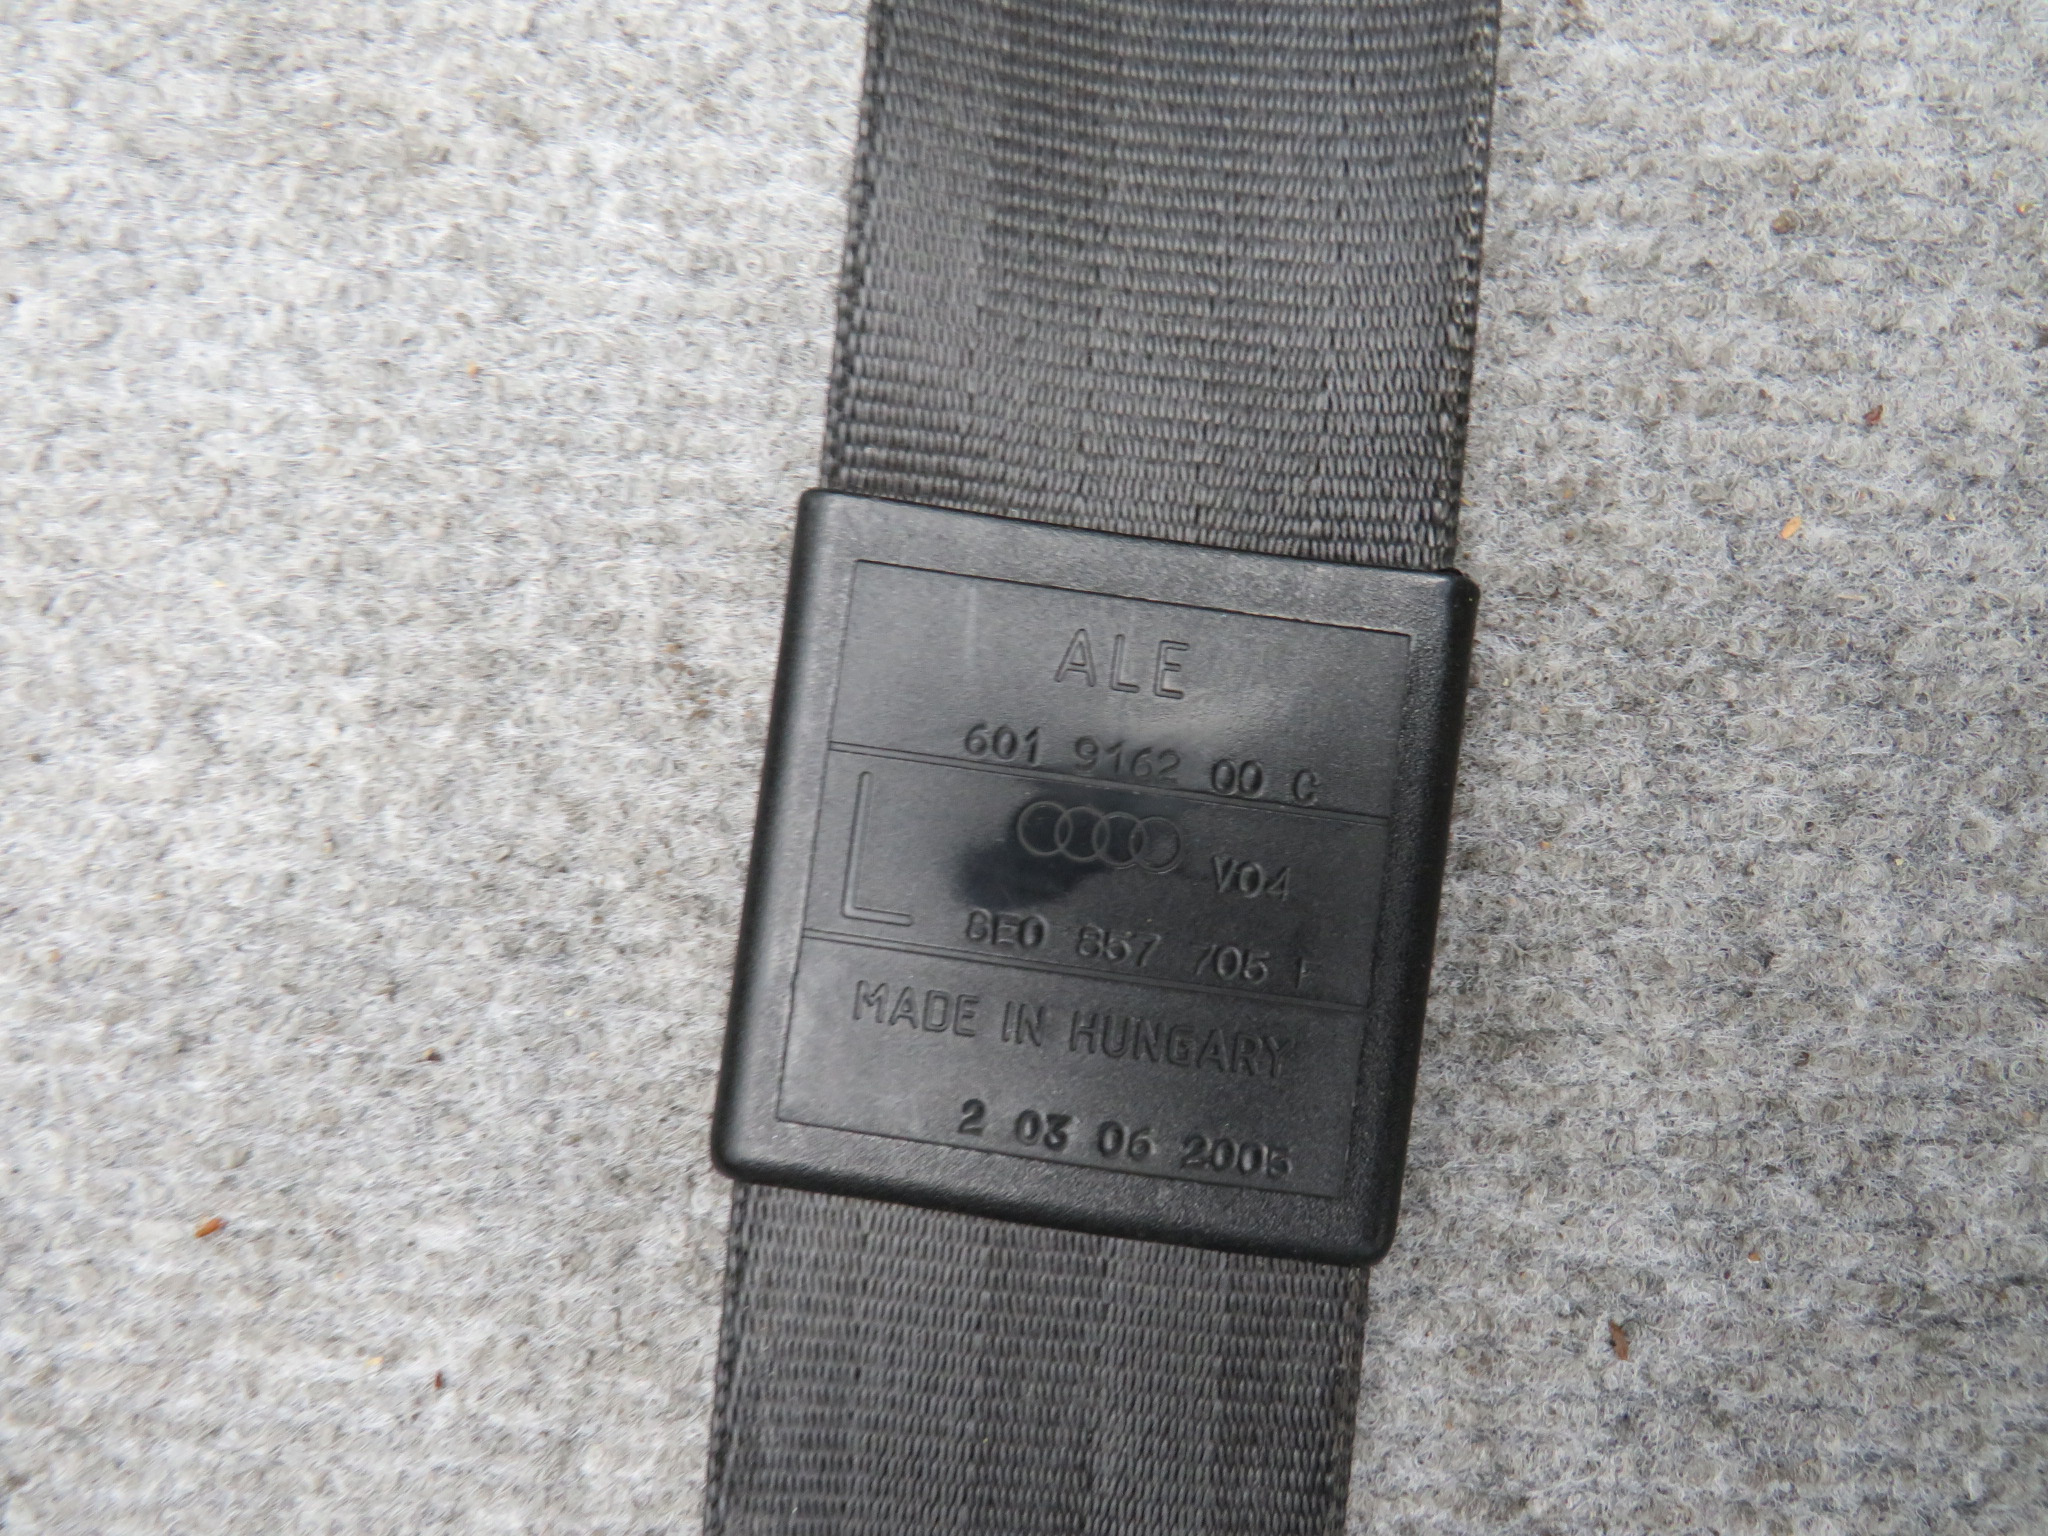 ALE
601 9162 00 C
L
V04
8E0 857 705 F
MADE IN HUNGARY
2 03 06 2005